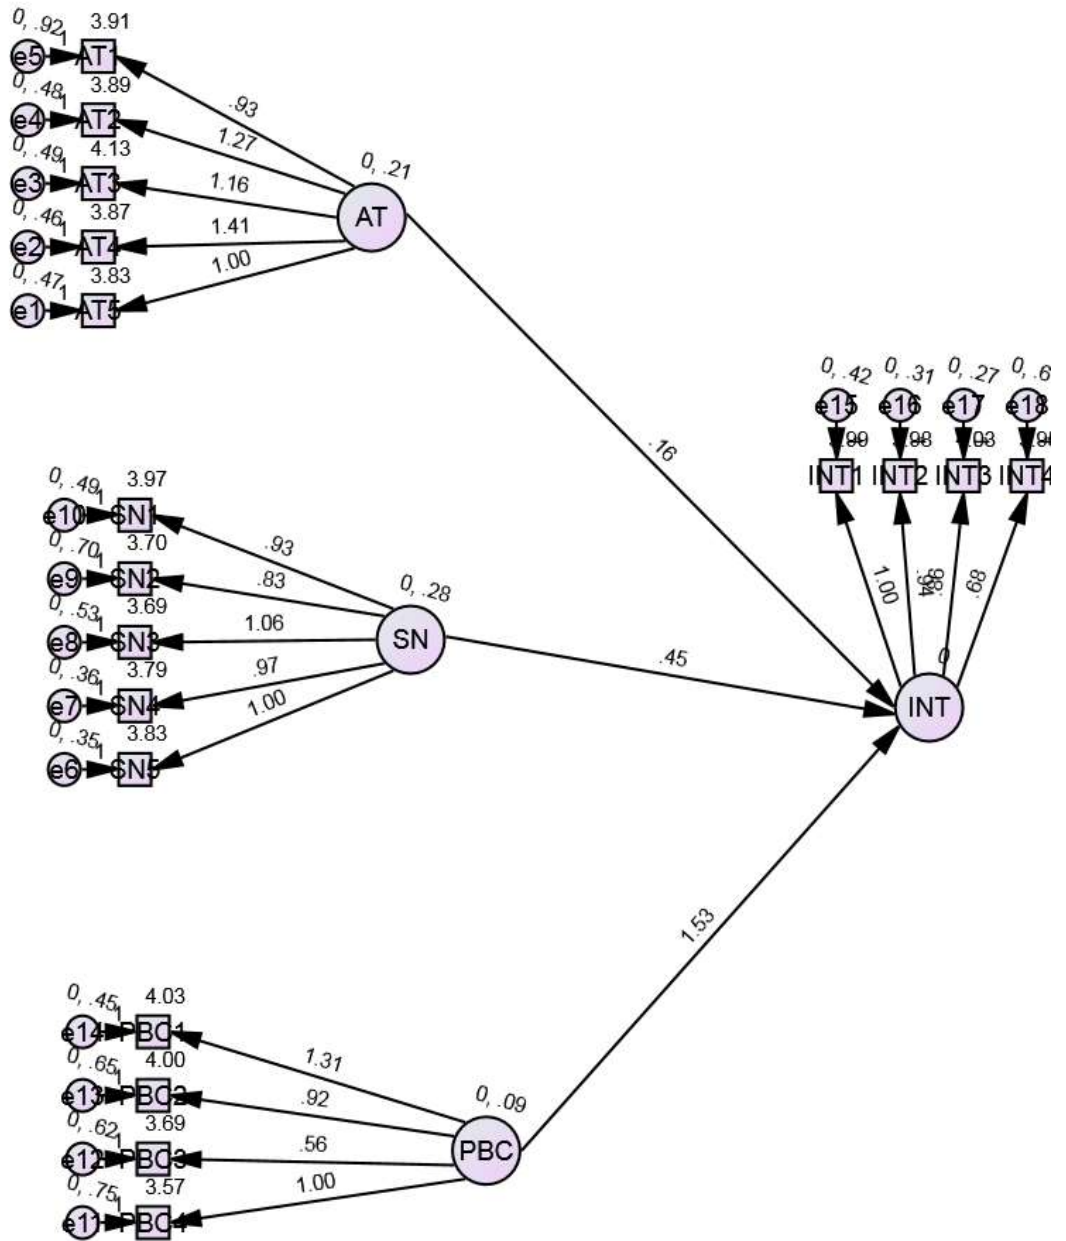 0, .92
3.91
e5
1
AT1
0, .48
3.89
e4
1
AT2
0, .49
4.13
e3
1
AT3
0, .46
3.87
e2
1
AT4
0, .47
3.83
e1
1
AT5
.93
1.27
1.16
1.41
1.00
0, .21
AT
.16
0, .42
0, .31
0, .27
0, .6
e15
e16
e17
e18
INT1
INT2
INT3
INT4
1.00
.94
.98
.68
0
INT
0, .49
3.97
e10
1
SN1
0, .70
3.70
e9
1
SN2
0, .53
3.69
e8
1
SN3
0, .36
3.79
e7
1
SN4
0, .35
3.83
e6
1
SN5
.93
.83
1.06
.97
1.00
0, .28
SN
.45
1.53
0, .45
4.03
e14
1
PBC1
0, .65
4.00
e13
1
PBC2
0, .62
3.69
e12
1
PBC3
0, .75
3.57
e11
1
PBC4
1.31
.92
.56
1.00
0, .09
PBC